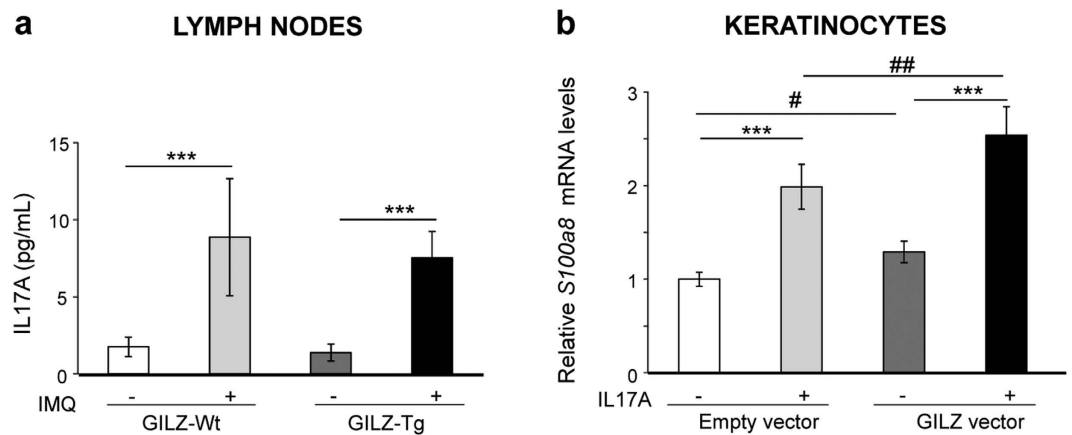 a LYMPH NODES
IL17A (pg/mL)
15
10
5
0
***
***
IMQ - + - +
GILZ-Wt GILZ-Tg
b KERATINOCYTES
Relative S100a8 mRNA levels
3
2
1
0
##
#
***
***
IL17A - + - +
Empty vector GILZ vector